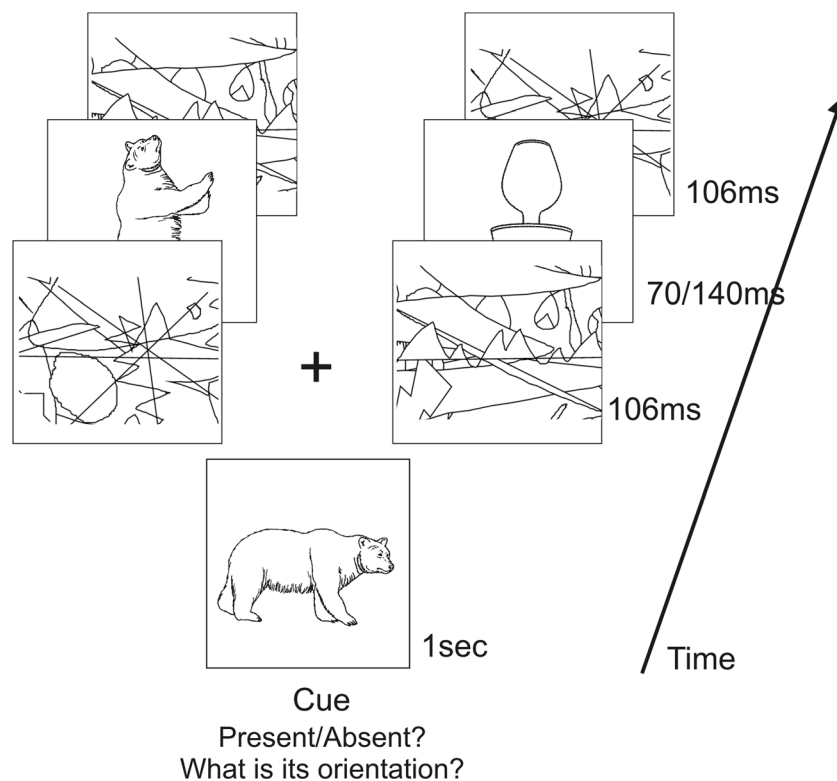 106ms
70/140ms
106ms
1sec
Time
Cue
Present/Absent?
What is its orientation?